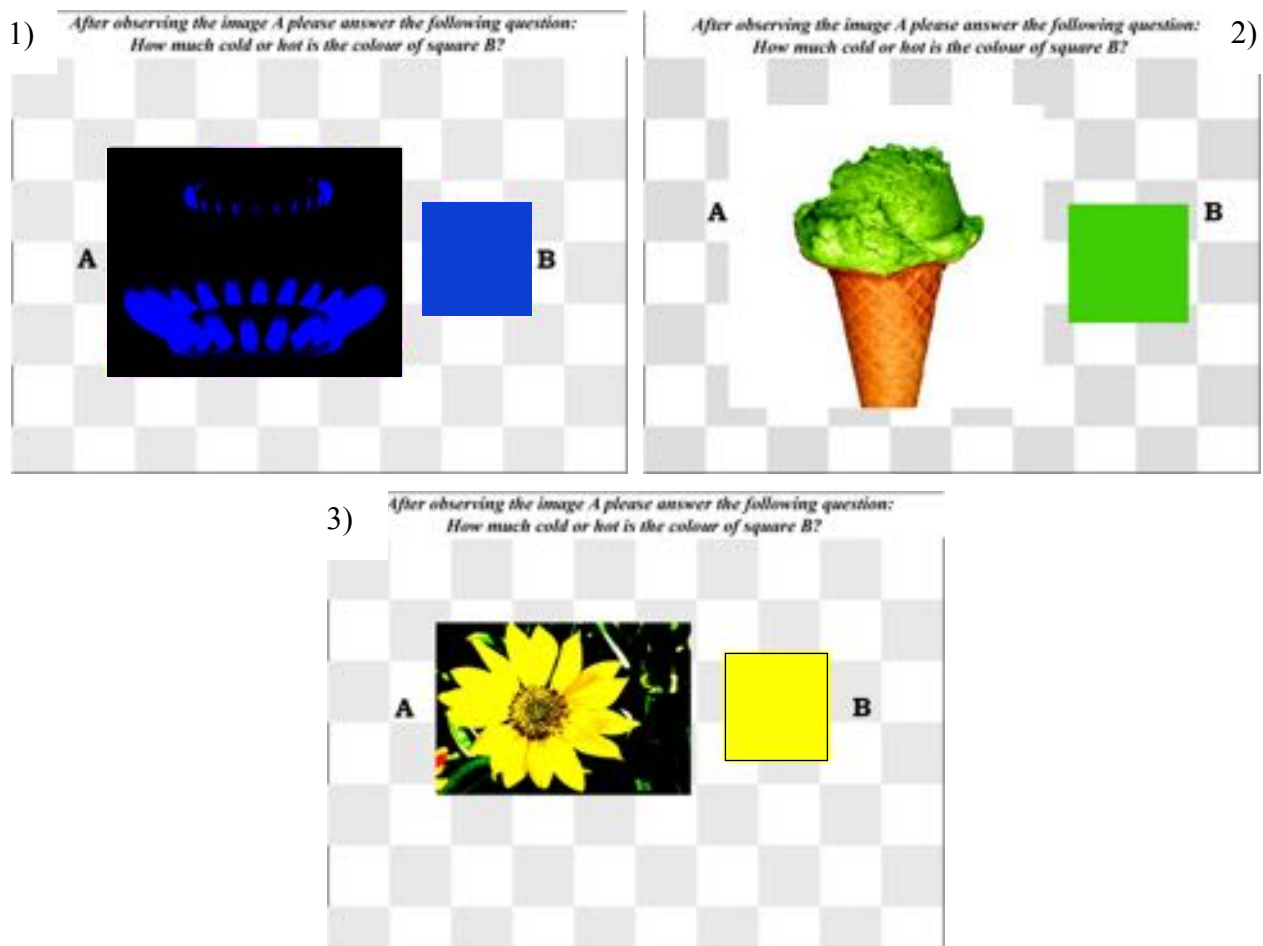 1)
After observing the image A please answer the following question:
How much cold or hot is the colour of square B?
A
B
2)
After observing the image A please answer the following question:
How much cold or hot is the colour of square B?
A
B
3)
After observing the image A please answer the following question:
How much cold or hot is the colour of square B?
A
B